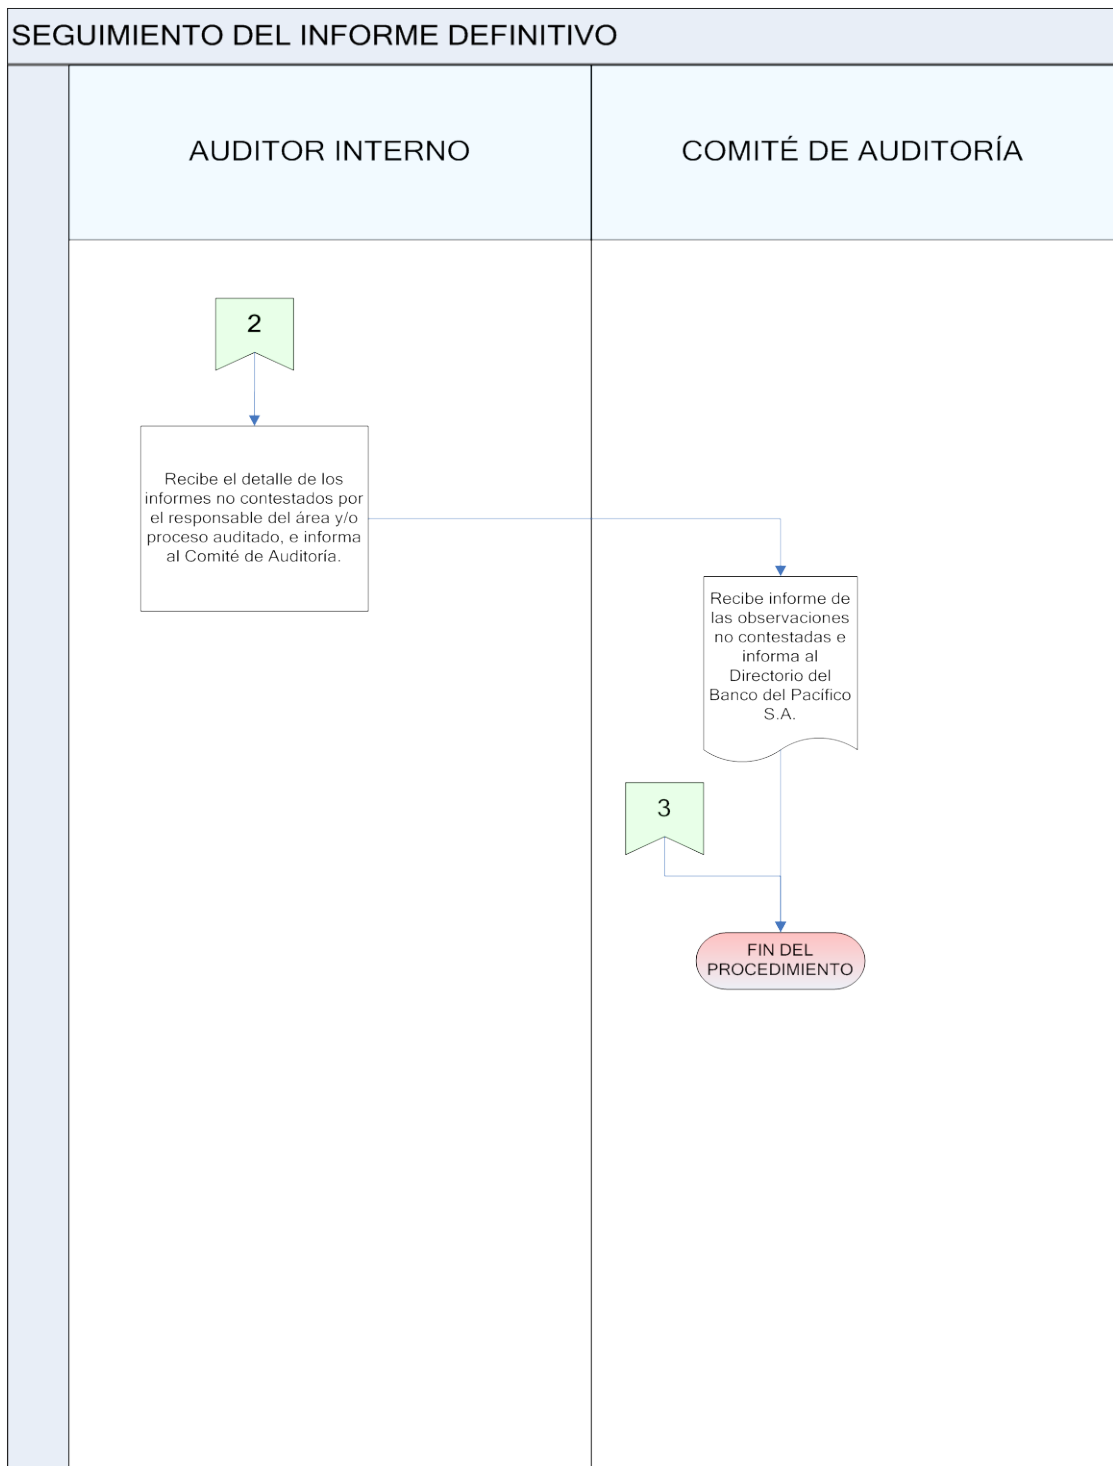 SEGUIMIENTO DEL INFORME DEFINITIVO
AUDITOR INTERNO
COMITÉ DE AUDITORÍA
2
Recibe el detalle de los
informes no contestados por
el responsable del área y/o
proceso auditado, e informa
al Comité de Auditoría.
Recibe informe de
las observaciones
no contestadas e
informa al
Directorio del
Banco del Pacífico
S.A.
3
FIN DEL
PROCEDIMIENTO